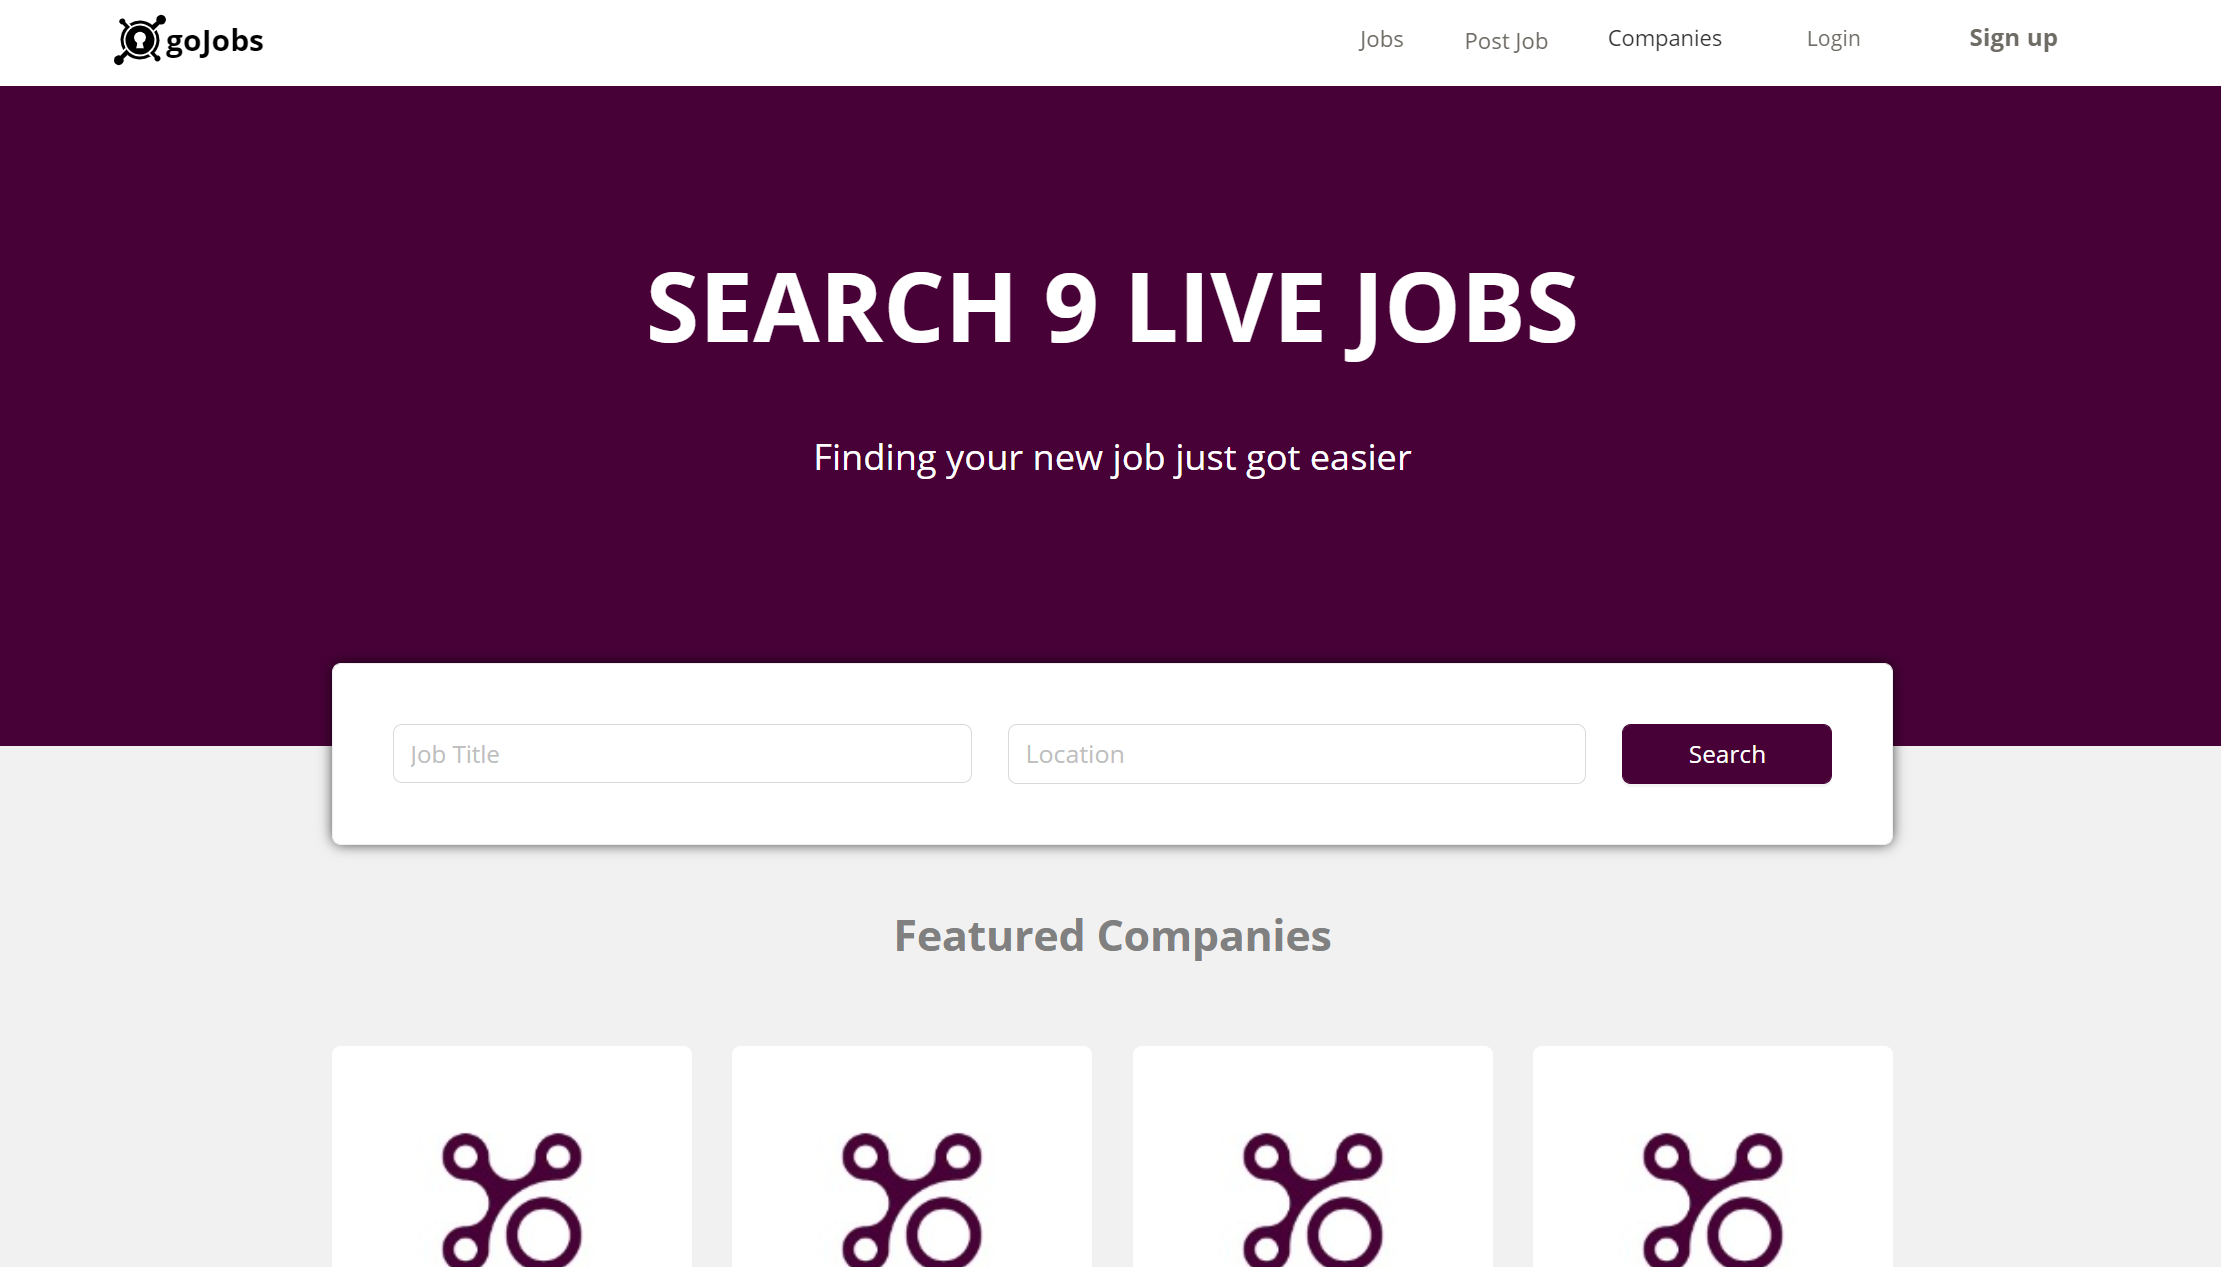 goJobs
Jobs
Post Job
Companies
Login
Sign up
SEARCH 9 LIVE JOBS
Finding your new job just got easier
Job Title
Location
Search
Featured Companies